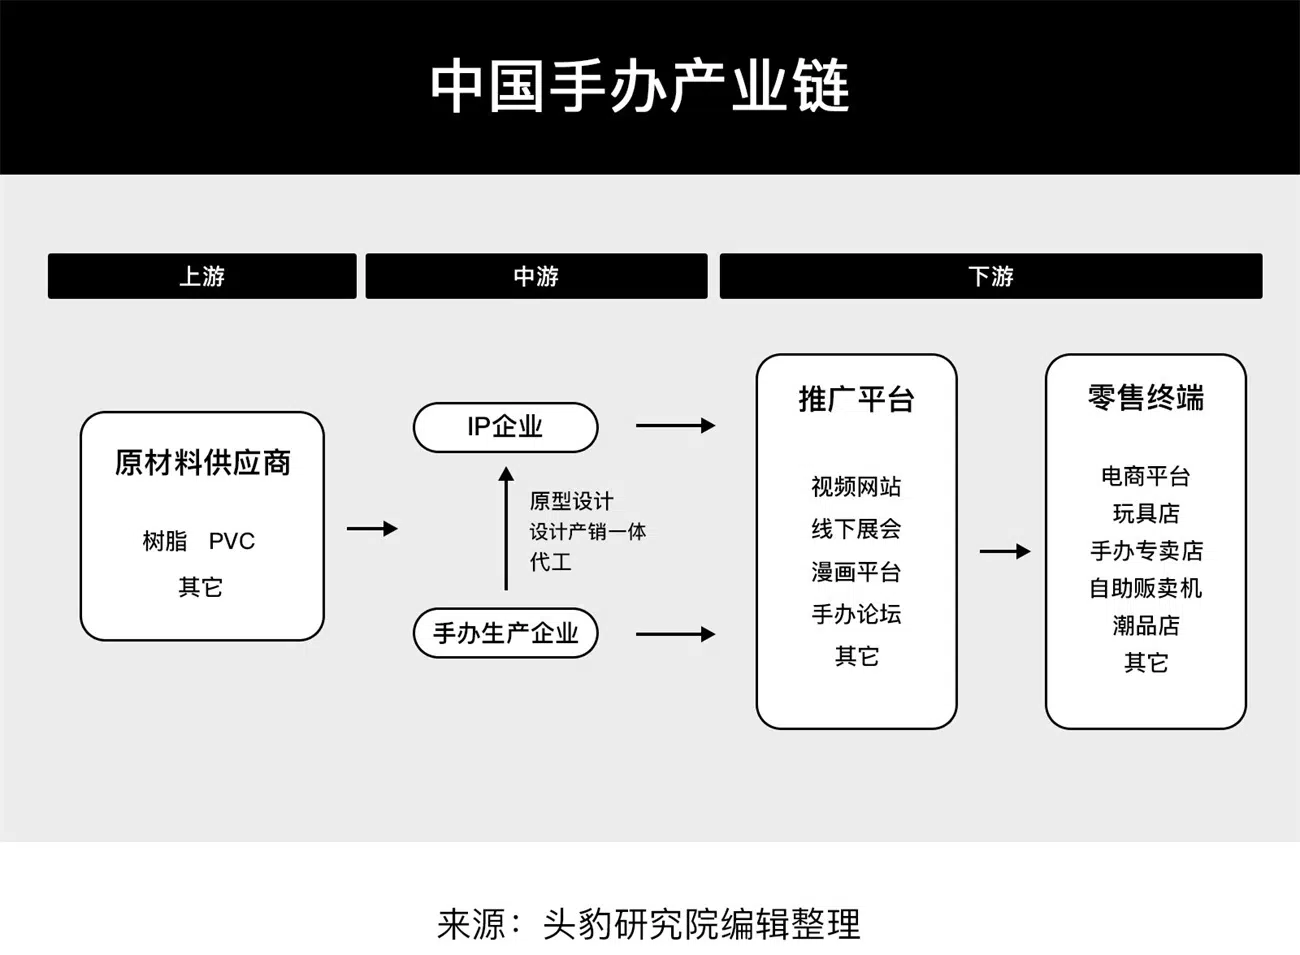 中国手办产业链
上游
中游
下游
原材料供应商
树脂 PVC
其它
IP企业
原型设计
设计产销一体
代工
手办生产企业
推广平台
视频网站
线下展会
漫画平台
手办论坛
其它
零售终端
电商平台
玩具店
手办专卖店
自助贩卖机
潮品店
其它
来源：头豹研究院编辑整理